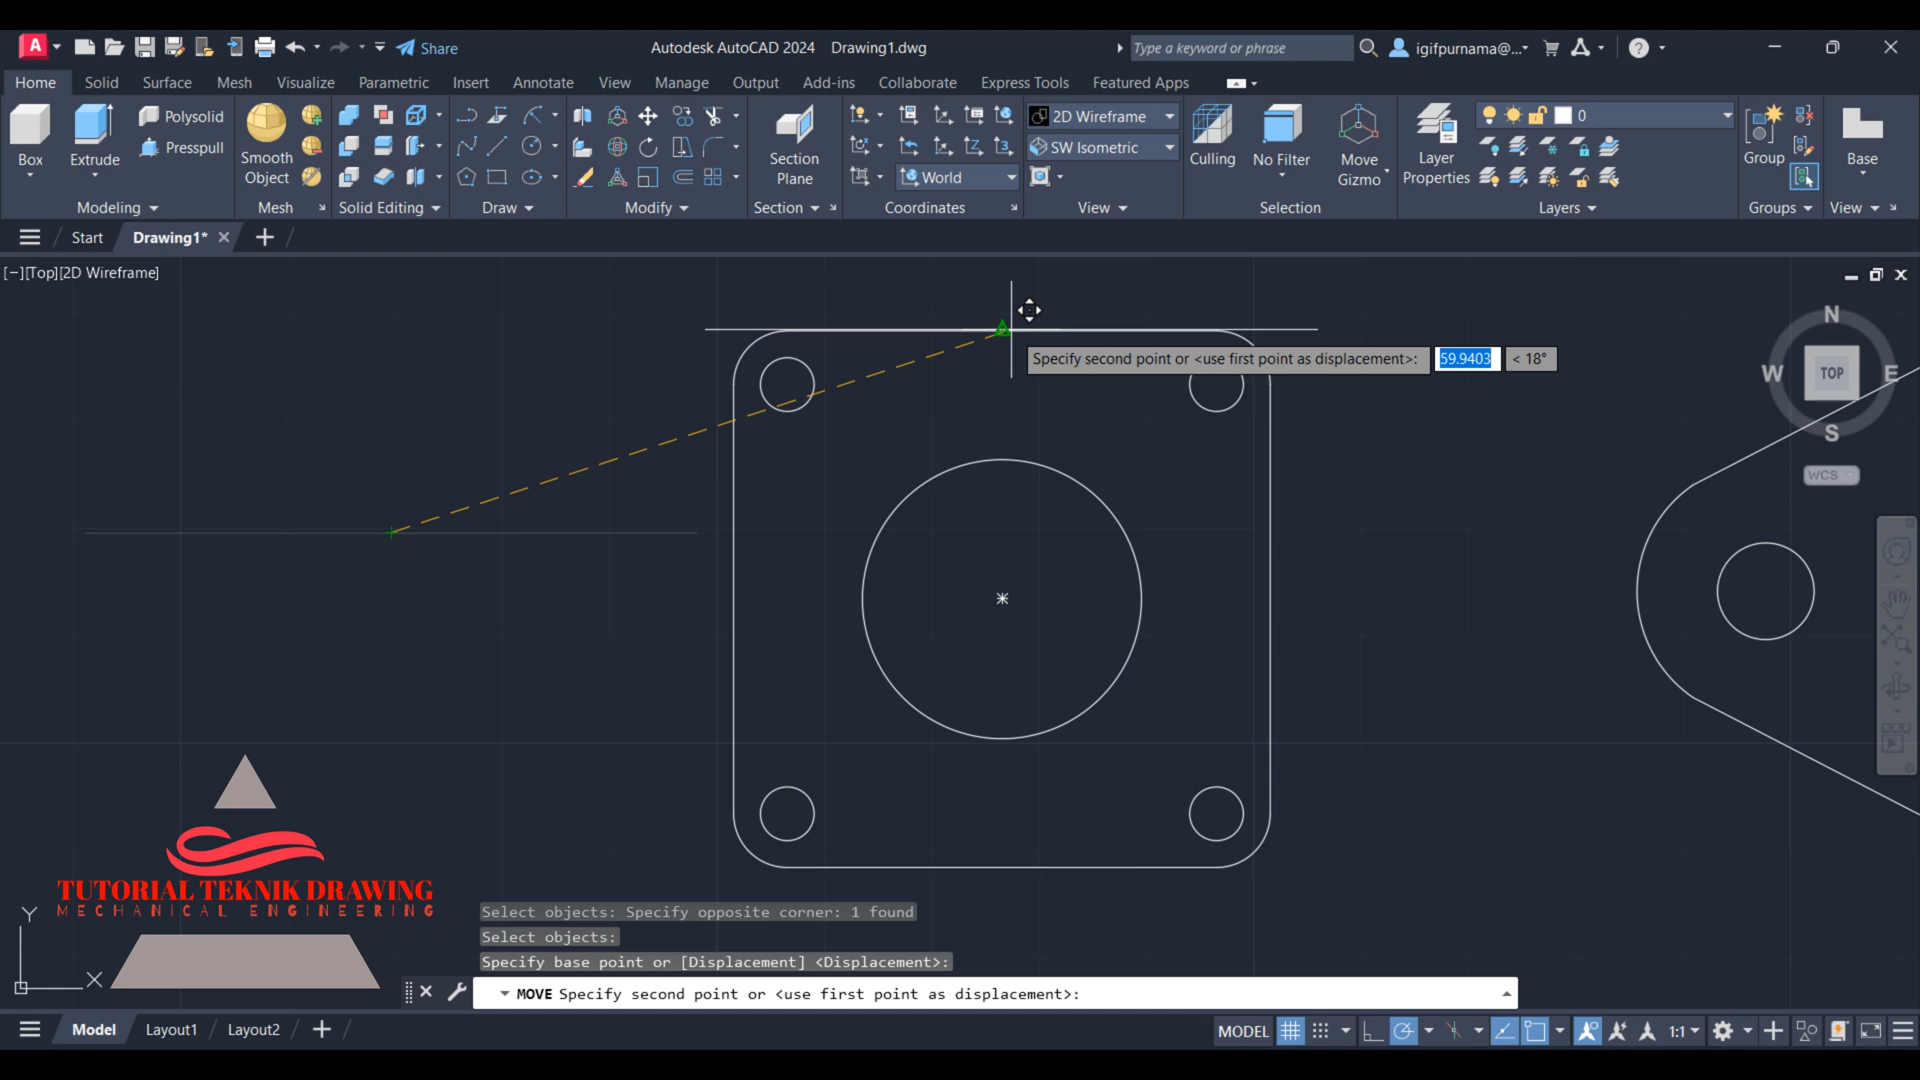 A
Share
Autodesk AutoCAD 2024 Drawing1.dwg
Type a keyword or phrase
igifpurnama@...
Home Solid Surface Mesh Visualize Parametric Insert Annotate View Manage Output Add-ins Collaborate Express Tools Featured Apps
Box
Extrude
Polysolid
Presspull
Smooth
Object
Section
Plane
World
2D Wireframe
SW Isometric
Culling
No Filter
Move
Gizmo
Layer
Properties
0
Group
Base
Modeling Mesh Solid Editing Draw Modify Section Coordinates View Selection Layers Groups View
Start Drawing1*
[−][Top][2D Wireframe]
N
W TOP E
S
WCS
Specify second point or <use first point as displacement>: 59.9403 < 18°
TUTORIAL TEKNIK DRAWING
MECHANICAL ENGINEERING
Y
X
Select objects: Specify opposite corner: 1 found
Select objects:
Specify base point or [Displacement] <Displacement>:
MOVE Specify second point or <use first point as displacement>:
Model Layout1 Layout2
MODEL 1:1